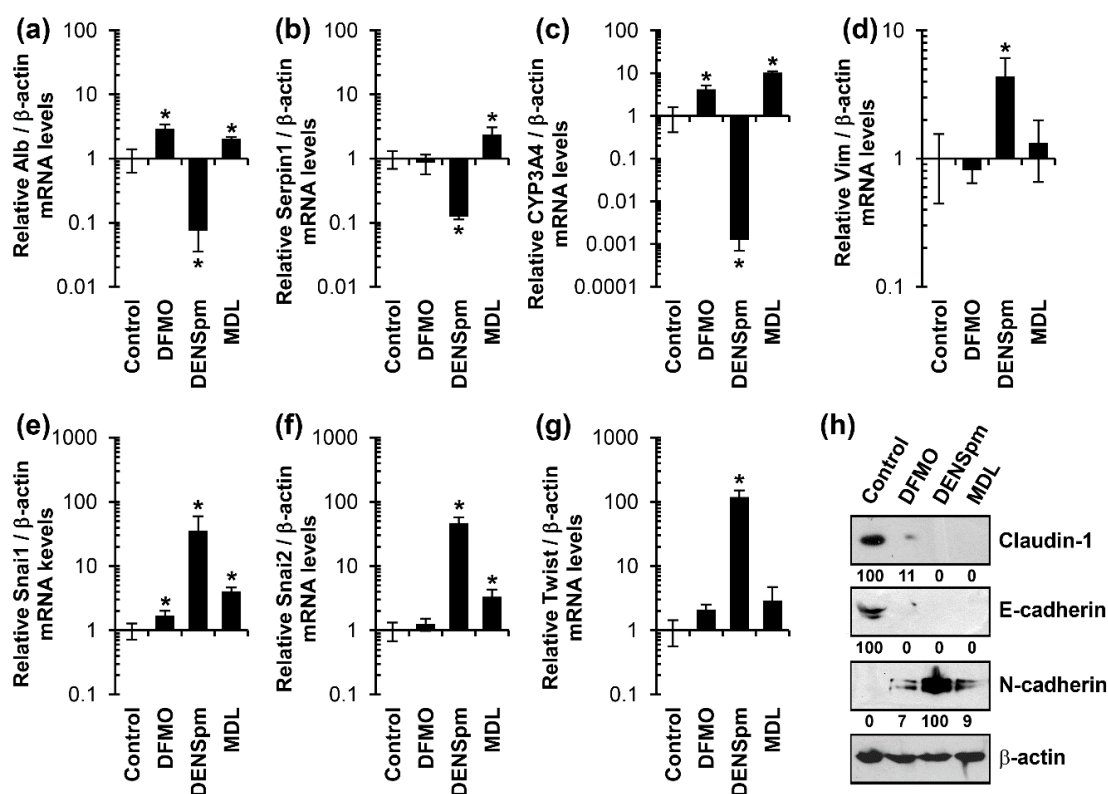 (a)
Relative Alb / β-actin
mRNA levels
100
10
1
0.1
0.01
Control
DFMO
DENSpm
MDL
*
*
*
(b)
Relative Serpin1 / β-actin
mRNA levels
100
10
1
0.1
0.01
Control
DFMO
DENSpm
MDL
*
*
(c)
Relative CYP3A4 / β-actin
mRNA levels
100
10
1
0.1
0.01
0.001
0.0001
Control
DFMO
DENSpm
MDL
*
*
*
(d)
Relative Vim / β-actin
mRNA levels
10
1
0.1
Control
DFMO
DENSpm
MDL
*
(e)
Relative Snai1 / β-actin
mRNA kevels
1000
100
10
1
0.1
Control
DFMO
DENSpm
MDL
*
*
*
(f)
Relative Snai2 / β-actin
mRNA levels
1000
100
10
1
0.1
Control
DFMO
DENSpm
MDL
*
*
(g)
Relative Twist / β-actin
mRNA levels
1000
100
10
1
0.1
Control
DFMO
DENSpm
MDL
*
(h)
Control
DFMO
DENSpm
MDL
Claudin-1
100 11 0 0
E-cadherin
100 0 0 0
N-cadherin
0 7 100 9
β-actin